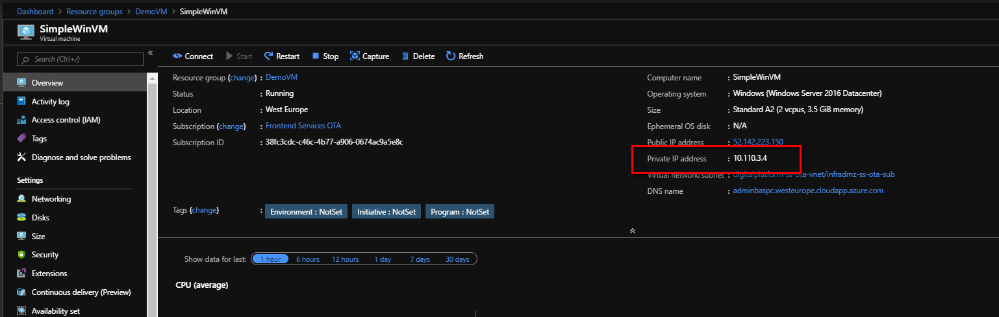 Dashboard > Resource groups > DemoVM > SimpleWinVM
SimpleWinVM
Virtual machine
Search (Ctrl+/)
«
Connect Start Restart Stop Capture Delete Refresh
Overview
Activity log
Access control (IAM)
Tags
Diagnose and solve problems
Settings
Networking
Disks
Size
Security
Extensions
Continuous delivery (Preview)
Availability set
Resource group (change) : DemoVM
Status : Running
Location : West Europe
Subscription (change) : Frontend Services OTA
Subscription ID : 38fc3cdc-c46c-4b77-a906-0674ac9a5e8c
Computer name : SimpleWinVM
Operating system : Windows (Windows Server 2016 Datacenter)
Size : Standard A2 (2 vcpus, 3.5 GiB memory)
Ephemeral OS disk : N/A
Public IP address : 52.142.223.150
Private IP address : 10.110.3.4
Virtual network/subnet : digitalplatform-ss-ota-vnet/infradmz-ss-ota-sub
DNS name : adminbaspc.westeurope.cloudapp.azure.com
Tags (change) : Environment : NotSet Initiative : NotSet Program : NotSet
Show data for last: 1 hour 6 hours 12 hours 1 day 7 days 30 days
CPU (average)